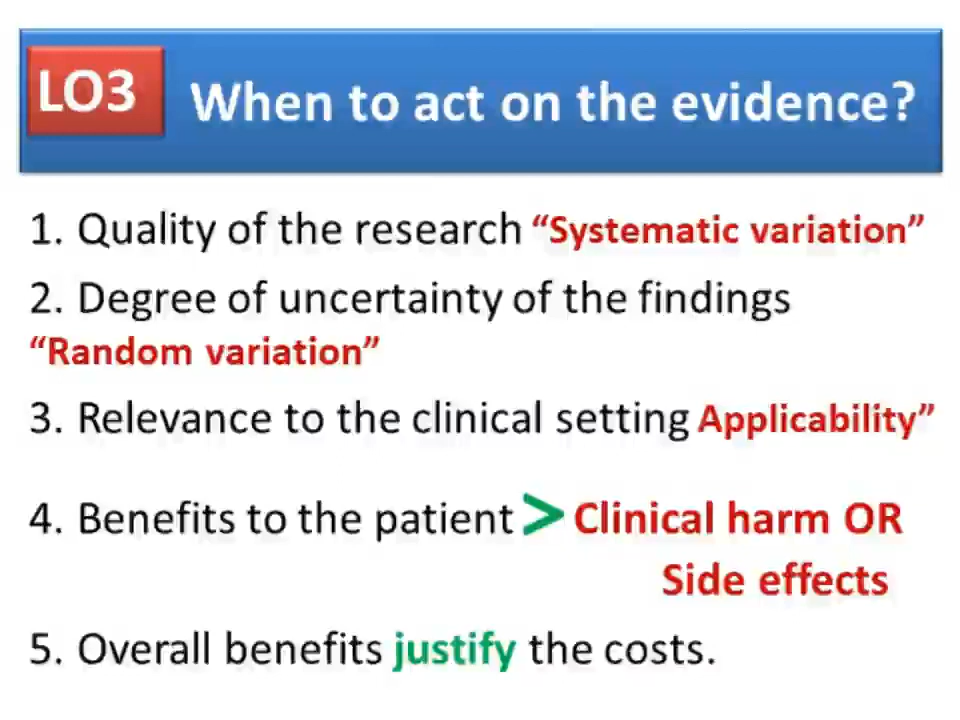 LO3 When to act on the evidence?
1. Quality of the research “Systematic variation”
2. Degree of uncertainty of the findings
“Random variation”
3. Relevance to the clinical setting Applicability”
4. Benefits to the patient > Clinical harm OR
Side effects
5. Overall benefits justify the costs.